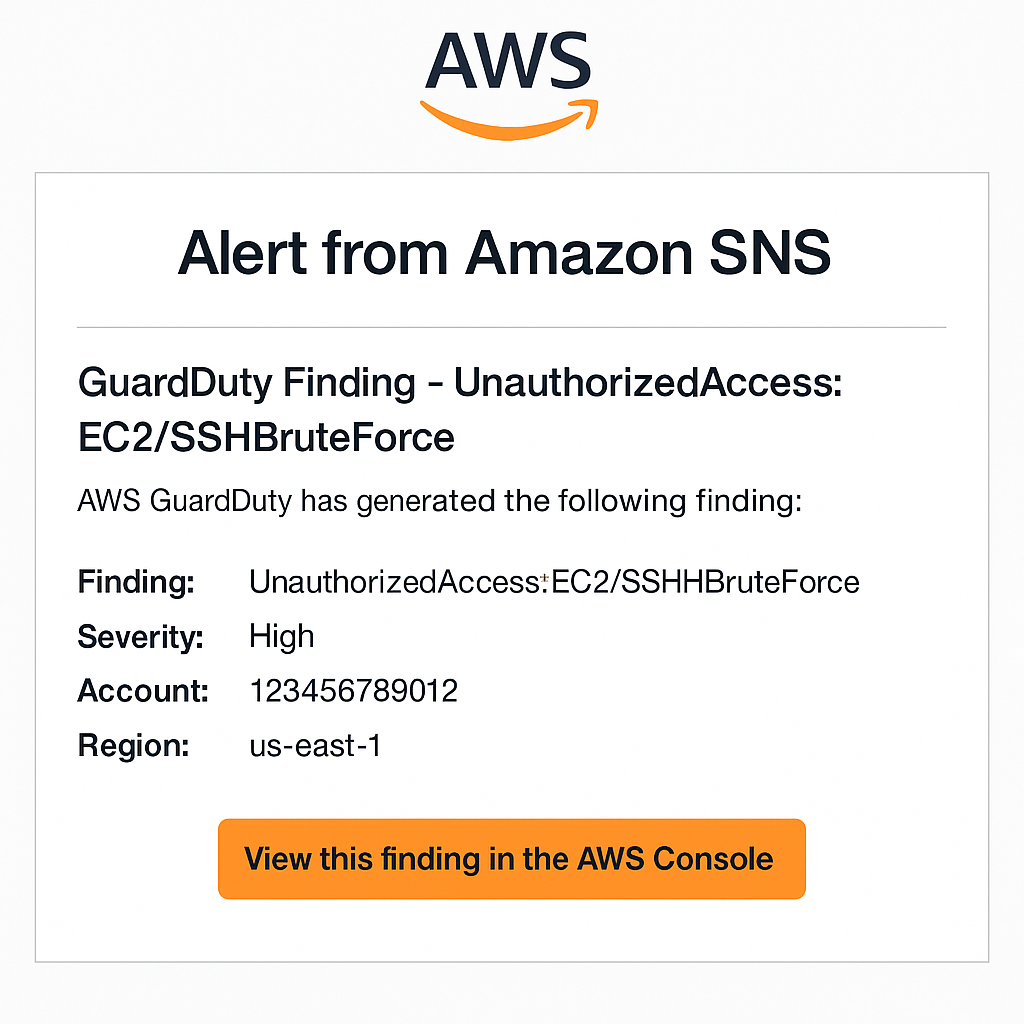 AWS
Alert from Amazon SNS
GuardDuty Finding - UnauthorizedAccess:
EC2/SSHBruteForce
AWS GuardDuty has generated the following finding:
Finding: UnauthorizedAccess:EC2/SSHHBruteForce
Severity: High
Account: 123456789012
Region: us-east-1
View this finding in the AWS Console